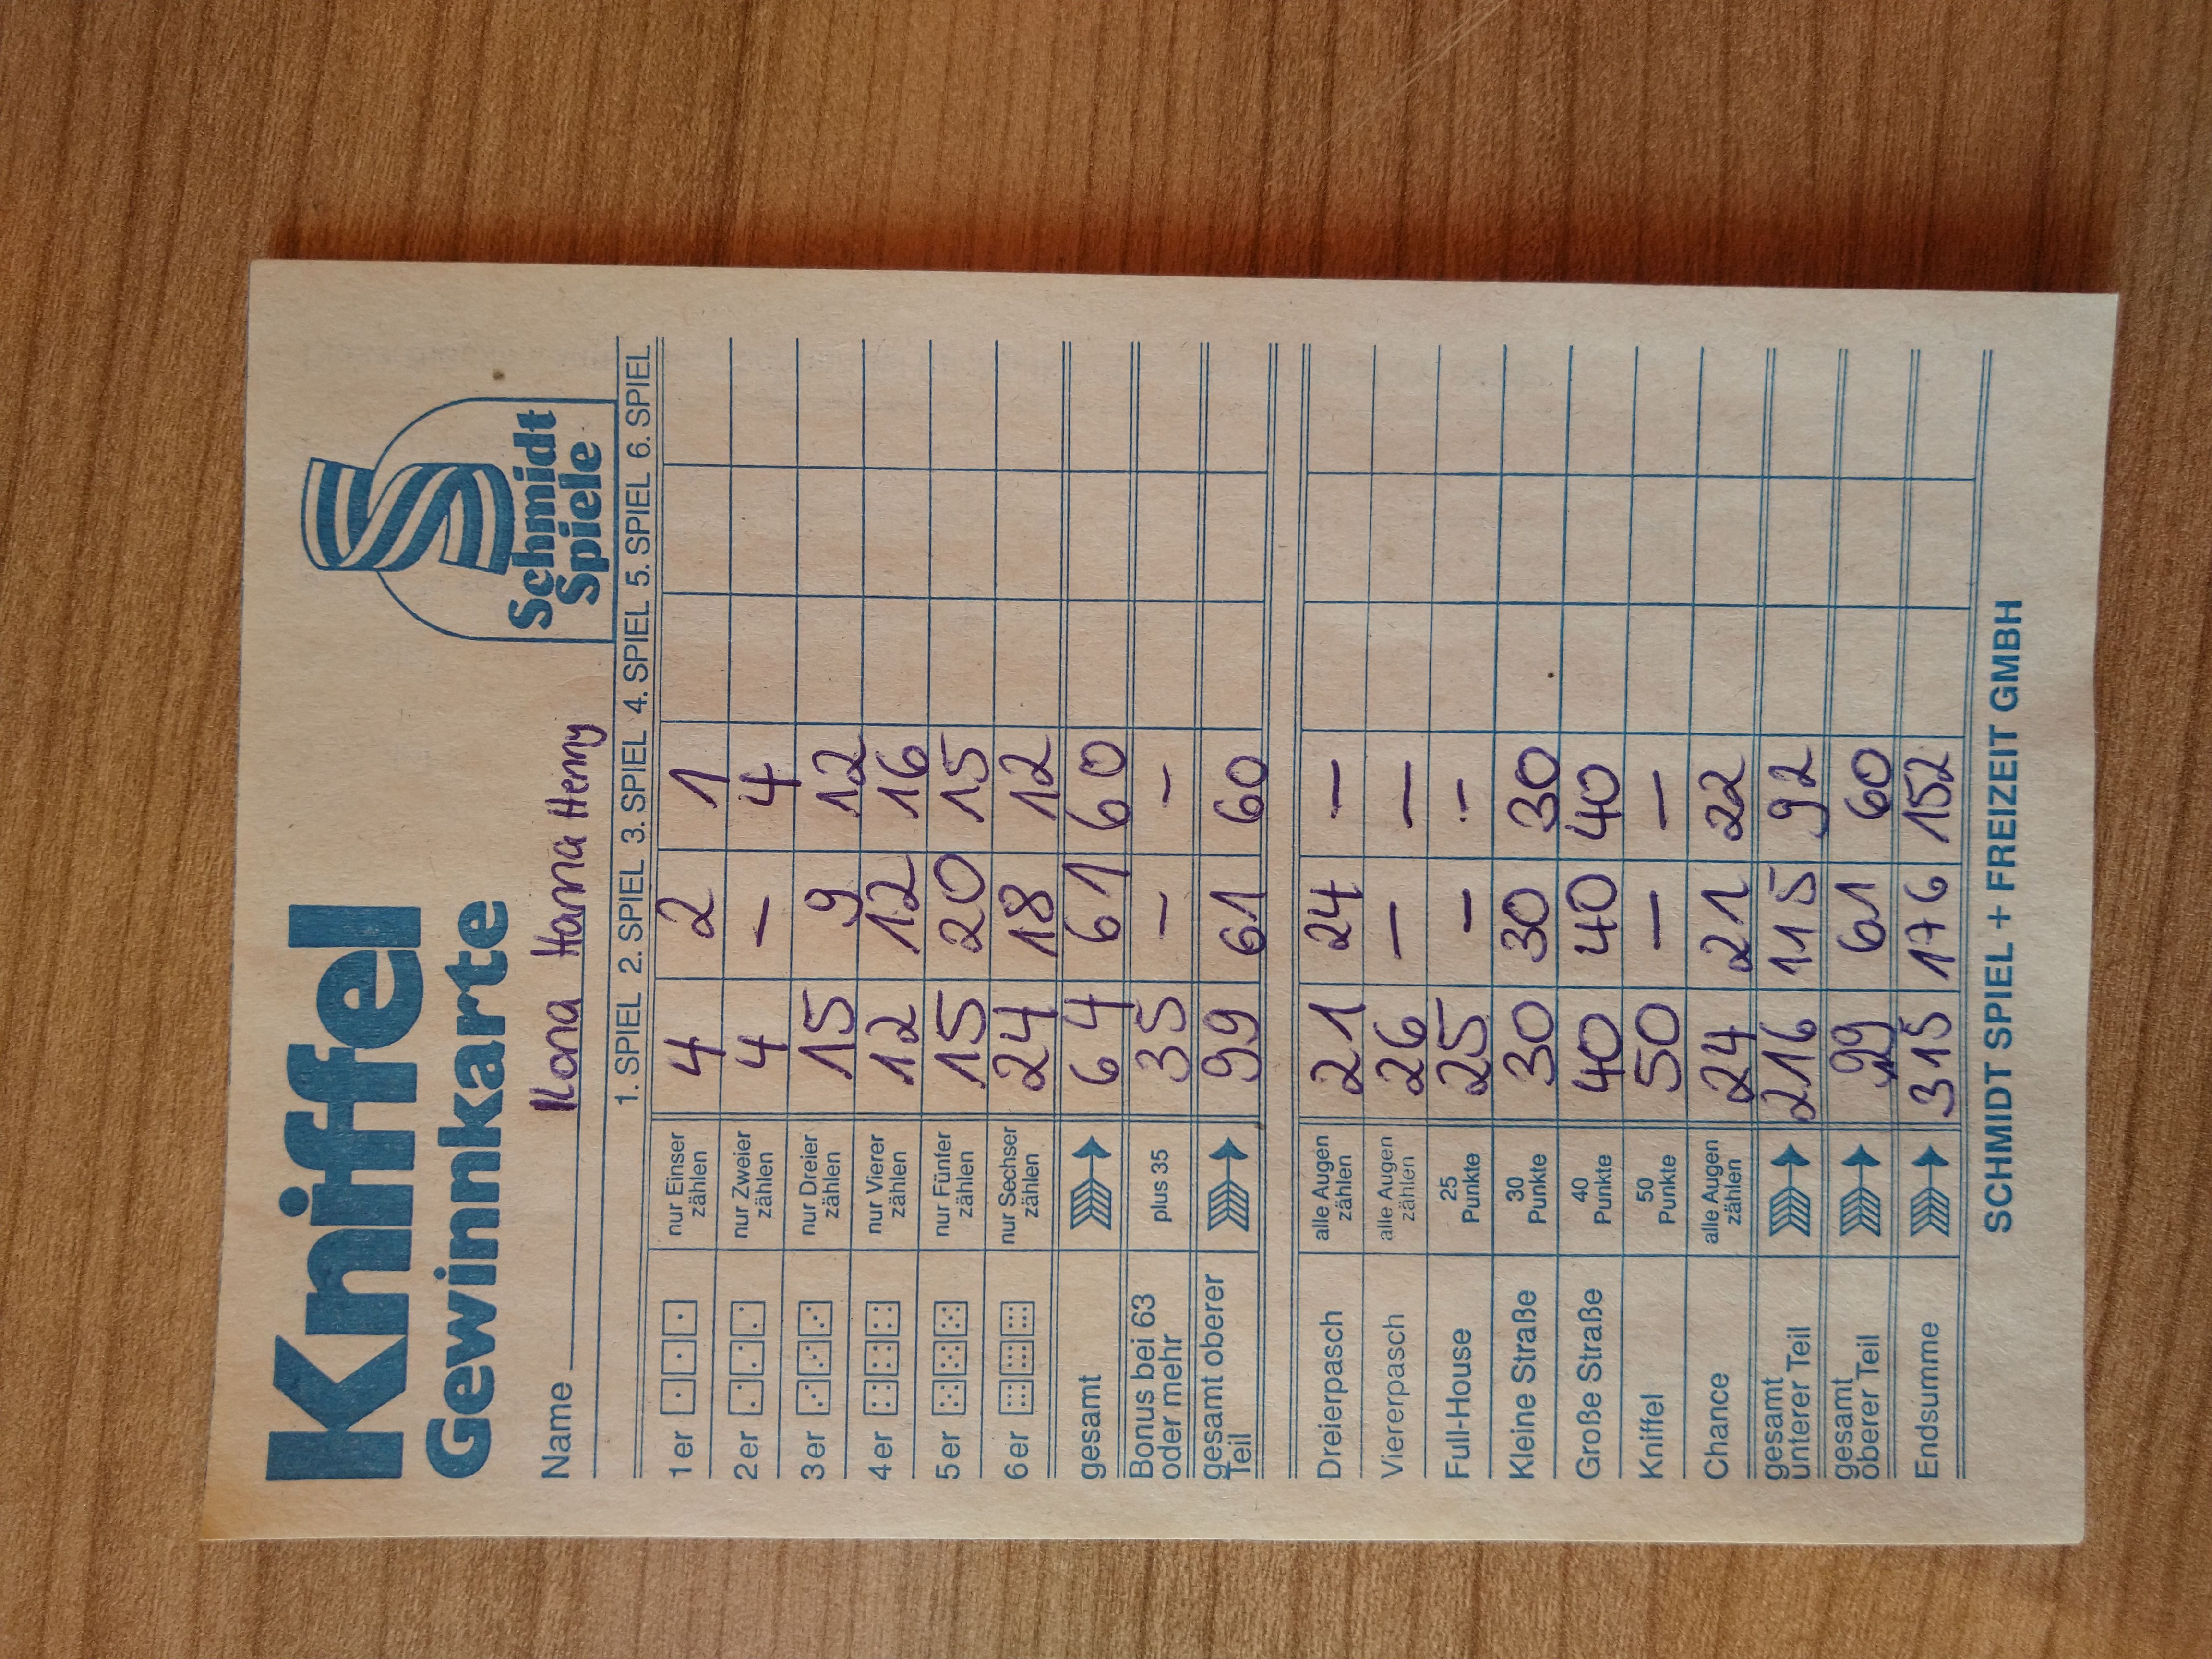 Kniffel
Gewinnkarte
Schmidt
Spiele
Name Ilona Hanna Henny
1. SPIEL 2. SPIEL 3. SPIEL 4. SPIEL 5. SPIEL 6. SPIEL
1er nur Einser zählen 4 2 1
2er nur Zweier zählen 4 – 4
3er nur Dreier zählen 15 9 12
4er nur Vierer zählen 12 12 16
5er nur Fünfer zählen 15 20 15
6er nur Sechser zählen 24 18 12
gesamt 64 61 60
Bonus bei 63 oder mehr plus 35 35 – –
gesamt oberer Teil 99 61 60
Dreierpasch alle Augen zählen 21 24 –
Viererpasch alle Augen zählen 26 – –
Full-House 25 Punkte 25 – –
Kleine Straße 30 Punkte 30 30 30
Große Straße 40 Punkte 40 40 40
Kniffel 50 Punkte 50 – –
Chance alle Augen zählen 24 21 22
gesamt unterer Teil 216 115 92
gesamt oberer Teil 99 61 60
Endsumme 315 176 152
SCHMIDT SPIEL + FREIZEIT GMBH